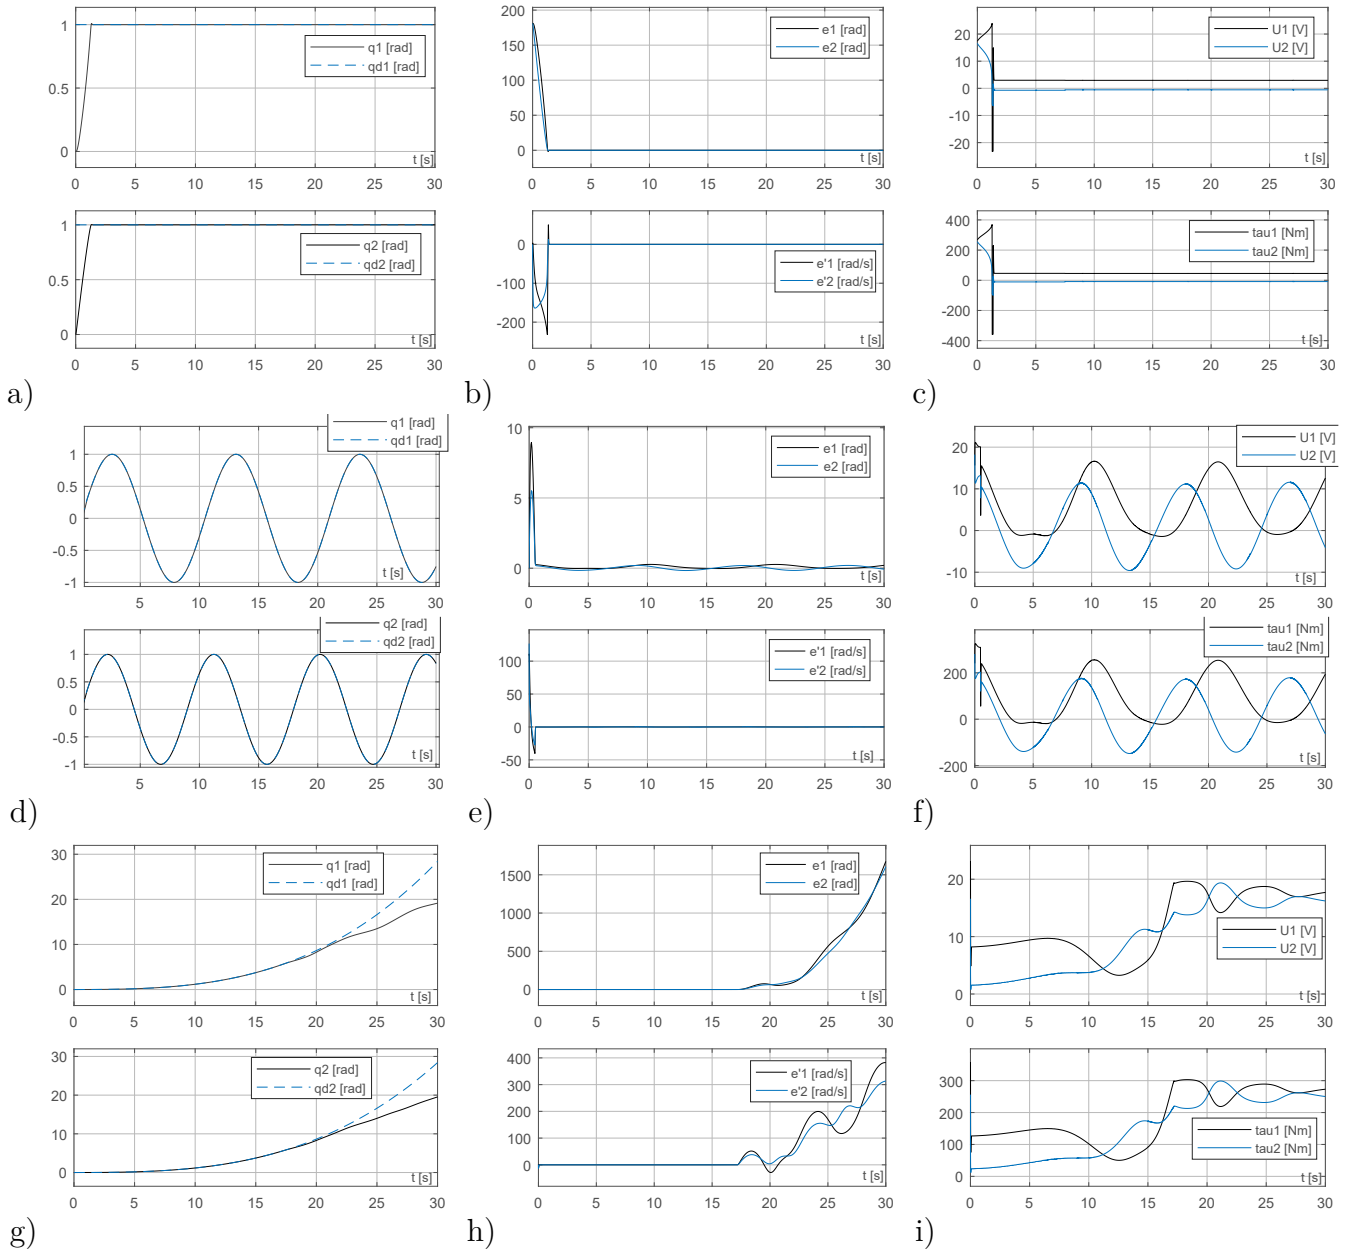 1
0.5
0
q1 [rad]
qd1 [rad]
t [s]
0 5 10 15 20 25 30
1
0.5
0
q2 [rad]
qd2 [rad]
t [s]
0 5 10 15 20 25 30
a)
200
150
100
50
0
e1 [rad]
e2 [rad]
t [s]
0 5 10 15 20 25 30
0
-100
-200
e'1 [rad/s]
e'2 [rad/s]
t [s]
0 5 10 15 20 25 30
b)
20
10
0
-10
-20
U1 [V]
U2 [V]
t [s]
0 5 10 15 20 25 30
400
200
0
-200
-400
tau1 [Nm]
tau2 [Nm]
t [s]
0 5 10 15 20 25 30
c)
1
0.5
0
-0.5
-1
q1 [rad]
qd1 [rad]
t [s]
5 10 15 20 25 30
1
0.5
0
-0.5
-1
q2 [rad]
qd2 [rad]
t [s]
5 10 15 20 25 30
d)
10
5
0
e1 [rad]
e2 [rad]
t [s]
0 5 10 15 20 25 30
100
50
0
-50
e'1 [rad/s]
e'2 [rad/s]
t [s]
0 5 10 15 20 25 30
e)
20
10
0
-10
U1 [V]
U2 [V]
t [s]
0 5 10 15 20 25 30
200
0
-200
tau1 [Nm]
tau2 [Nm]
t [s]
0 5 10 15 20 25 30
f)
30
20
10
0
q1 [rad]
qd1 [rad]
t [s]
0 5 10 15 20 25 30
30
20
10
0
q2 [rad]
qd2 [rad]
t [s]
0 5 10 15 20 25 30
g)
1500
1000
500
0
e1 [rad]
e2 [rad]
t [s]
0 5 10 15 20 25 30
400
300
200
100
0
e'1 [rad/s]
e'2 [rad/s]
t [s]
0 5 10 15 20 25 30
h)
20
10
0
U1 [V]
U2 [V]
t [s]
0 5 10 15 20 25 30
300
200
100
0
tau1 [Nm]
tau2 [Nm]
t [s]
0 5 10 15 20 25 30
i)